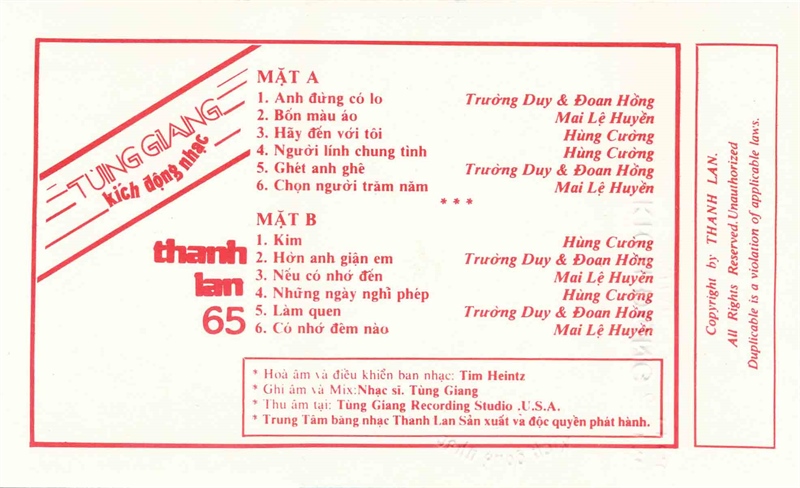 TÙNG GIANG
kích động nhạc
thanh
lan
65
MẶT A
1. Anh đừng có lo Trường Duy & Đoan Hồng
2. Bốn màu áo Mai Lệ Huyền
3. Hãy đến với tôi Hùng Cường
4. Người lính chung tình Hùng Cường
5. Ghét anh ghê Trường Duy & Đoan Hồng
6. Chọn người trăm năm Mai Lệ Huyền
* * *
MẶT B
1. Kim Hùng Cường
2. Hờn anh giận em Trường Duy & Đoan Hồng
3. Nếu có nhớ đến Mai Lệ Huyền
4. Những ngày nghỉ phép Hùng Cường
5. Làm quen Trường Duy & Đoan Hồng
6. Có nhớ đêm nào Mai Lệ Huyền
* Hoà âm và điều khiển ban nhạc: Tim Heintz
* Ghi âm và Mix: Nhạc sĩ. Tùng Giang
* Thu âm tại: Tùng Giang Recording Studio .U.S.A.
* Trung Tâm băng nhạc Thanh Lan Sản xuất và độc quyền phát hành.
Copyright by THANH LAN.
All Rights Reserved. Unauthorized
Duplicable is a violation of applicable laws.